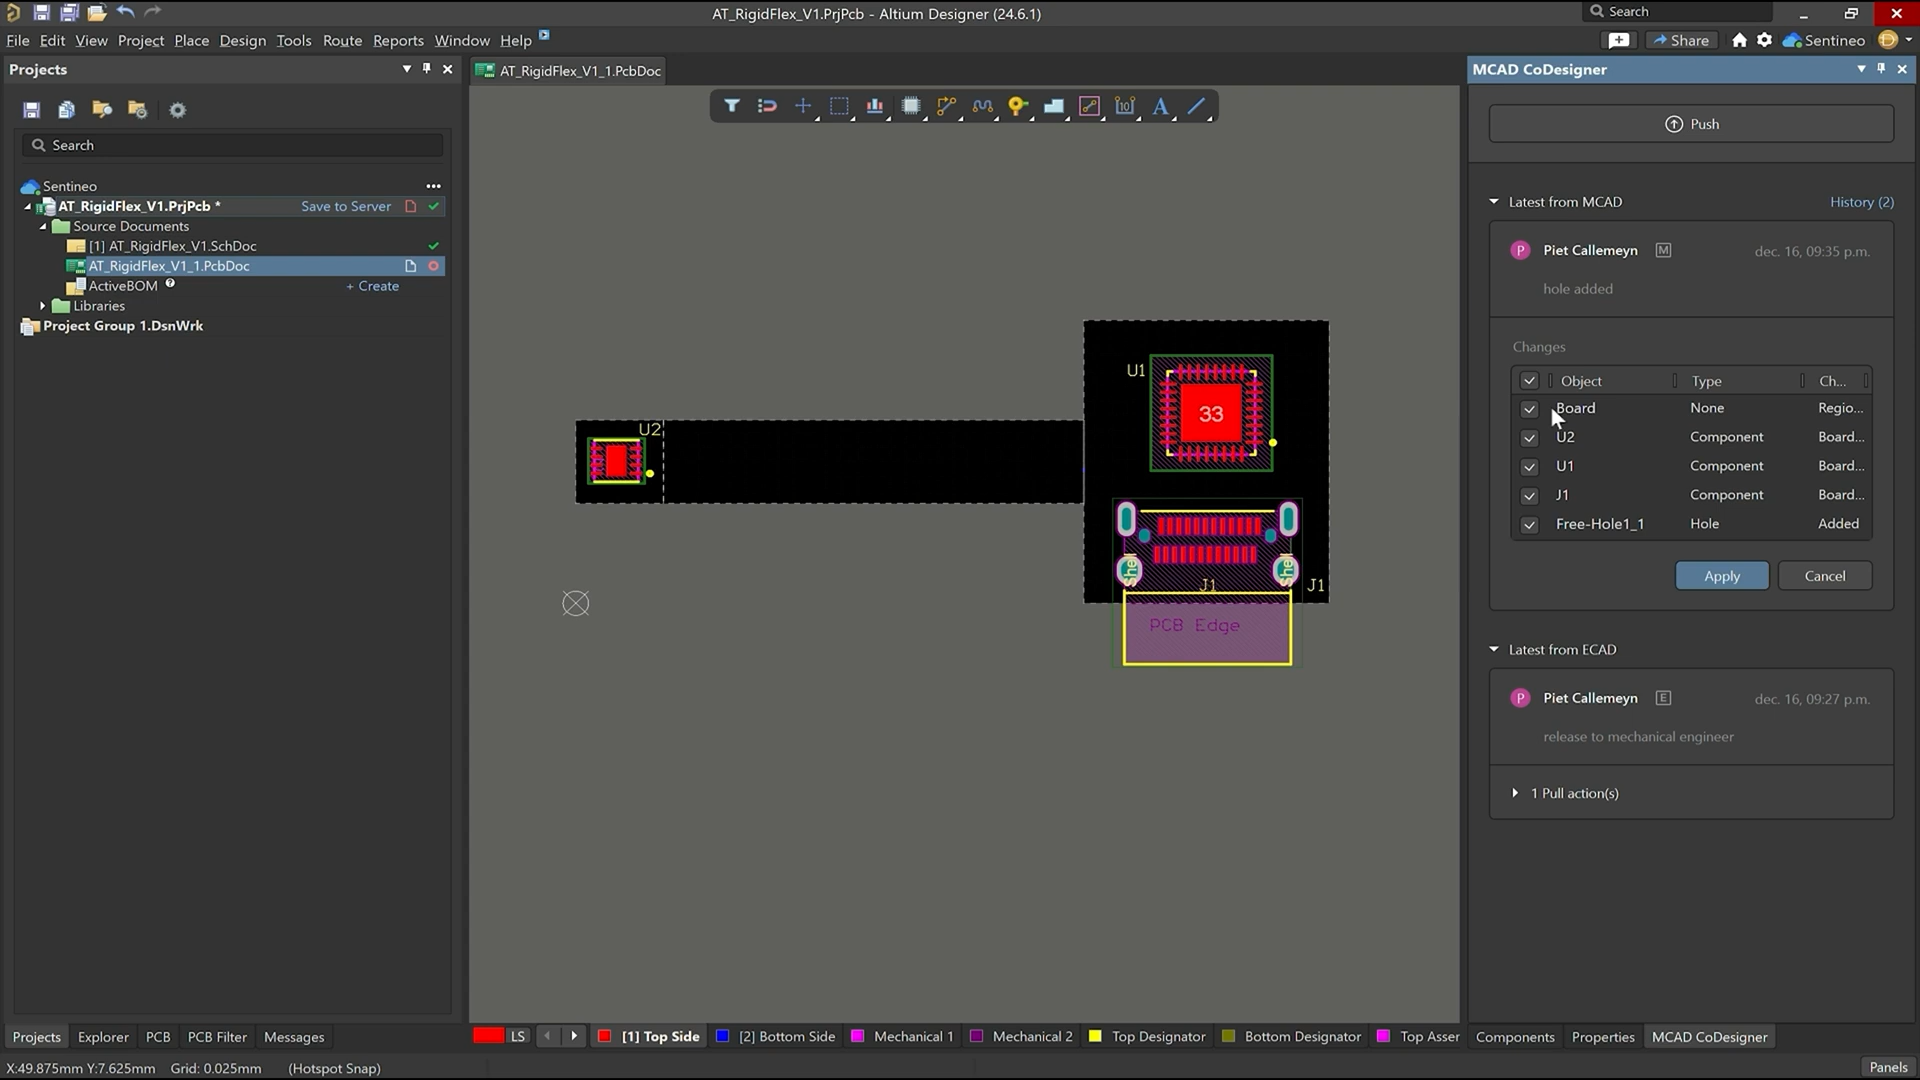 AT_RigidFlex_V1.PrjPcb - Altium Designer (24.6.1)
Search
File Edit View Project Place Design Tools Route Reports Window Help
Share
Sentineo
Projects
AT_RigidFlex_V1_1.PcbDoc
MCAD CoDesigner
Search
Sentineo
AT_RigidFlex_V1.PrjPcb *
Save to Server
Source Documents
[1] AT_RigidFlex_V1.SchDoc
AT_RigidFlex_V1_1.PcbDoc
ActiveBOM
+ Create
Libraries
Project Group 1.DsnWrk
U2
U1
33
Shel
Shel
J1
J1
PCB Edge
Push
Latest from MCAD
History (2)
P Piet Callemeyn M dec. 16, 09:35 p.m.
hole added
Changes
Object Type Ch...
Board None Regio...
U2 Component Board...
U1 Component Board...
J1 Component Board...
Free-Hole1_1 Hole Added
Apply Cancel
Latest from ECAD
P Piet Callemeyn E dec. 16, 09:27 p.m.
release to mechanical engineer
1 Pull action(s)
Projects Explorer PCB PCB Filter Messages
LS [1] Top Side [2] Bottom Side Mechanical 1 Mechanical 2 Top Designator Bottom Designator Top Asser
Components Properties MCAD CoDesigner
X:49.875mm Y:7.625mm Grid: 0.025mm (Hotspot Snap)
Panels